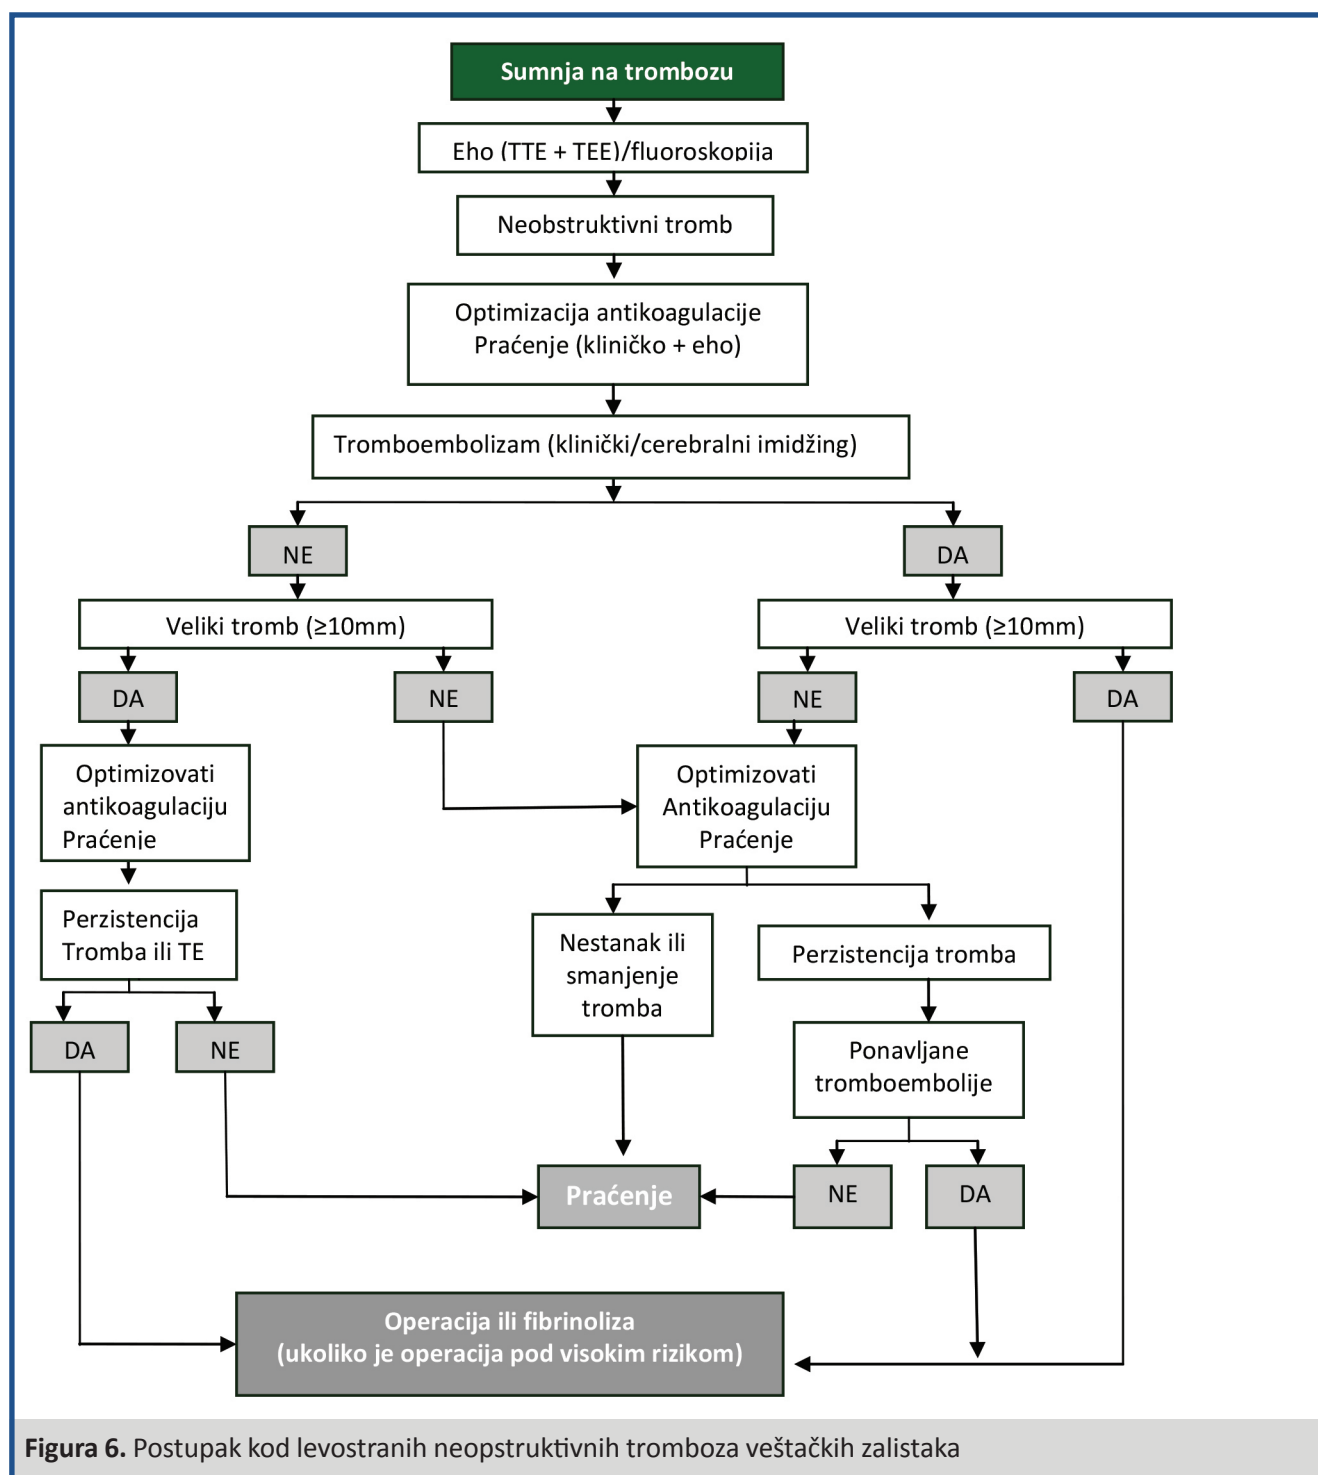 Sumnja na trombozu
Eho (TTE + TEE)/fluoroskopija
Neobstruktivni tromb
Optimizacija antikoagulacije
Praćenje (kliničko + eho)
Tromboembolizam (klinički/cerebralni imidžing)
NE
DA
Veliki tromb (≥10mm)
Veliki tromb (≥10mm)
DA
NE
NE
DA
Optimizovati
antikoagulaciju
Praćenje
Optimizovati
Antikoagulaciju
Praćenje
Perzistencija
Tromba ili TE
Nestanak ili
smanjenje
tromba
Perzistencija tromba
DA
NE
Ponavljane
tromboembolije
Praćenje
NE
DA
Operacija ili fibrinoliza
(ukoliko je operacija pod visokim rizikom)
Figura 6. Postupak kod levostranih neopstruktivnih tromboza veštačkih zalistaka